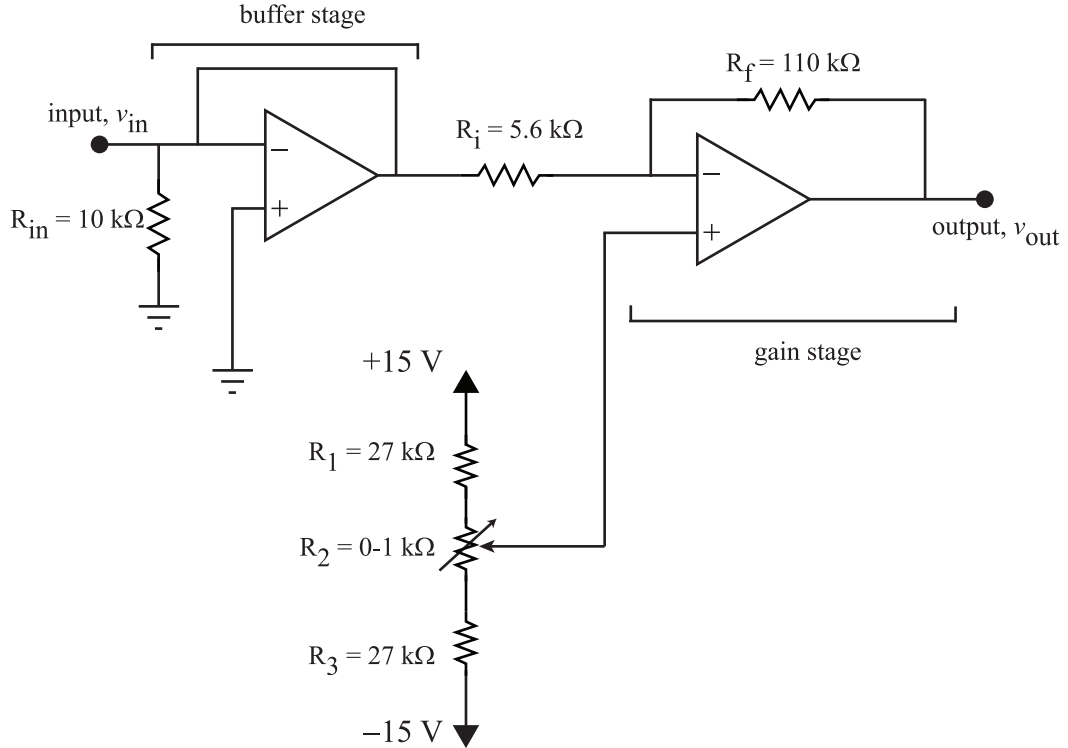 buffer stage
input, vin
Rin = 10 kΩ
−
+
Ri = 5.6 kΩ
Rf = 110 kΩ
−
+
output, vout
gain stage
+15 V
R1 = 27 kΩ
R2 = 0-1 kΩ
R3 = 27 kΩ
−15 V